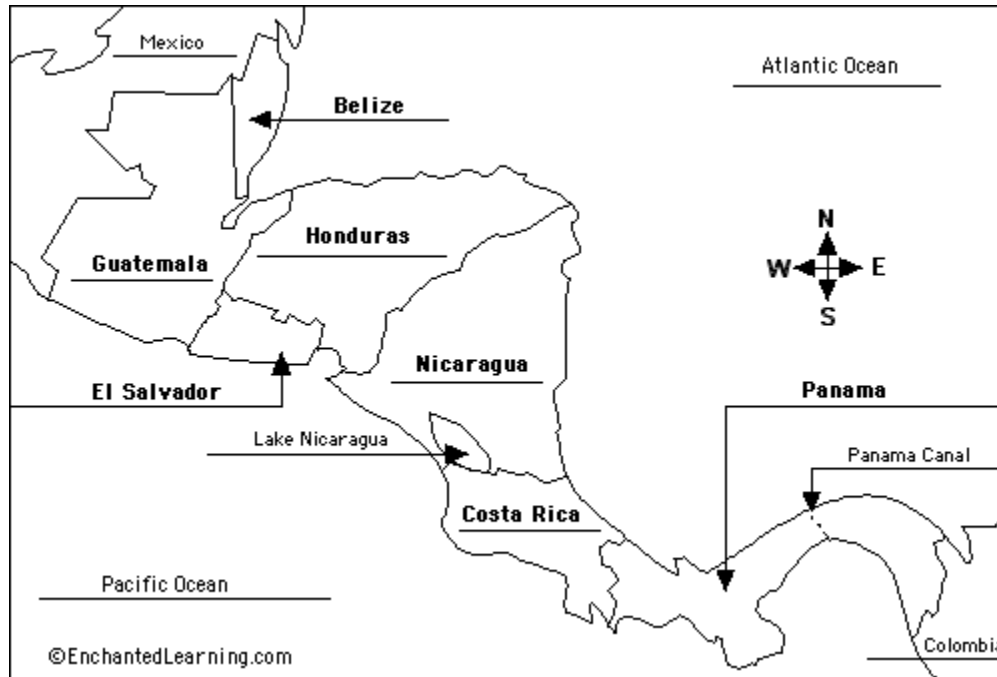 Mexico
Atlantic Ocean
Belize
N
Honduras
Guatemala
W E
S
Nicaragua
El Salvador
Panama
Lake Nicaragua
Panama Canal
Costa Rica
Pacific Ocean
Colombia
©EnchantedLearning.com